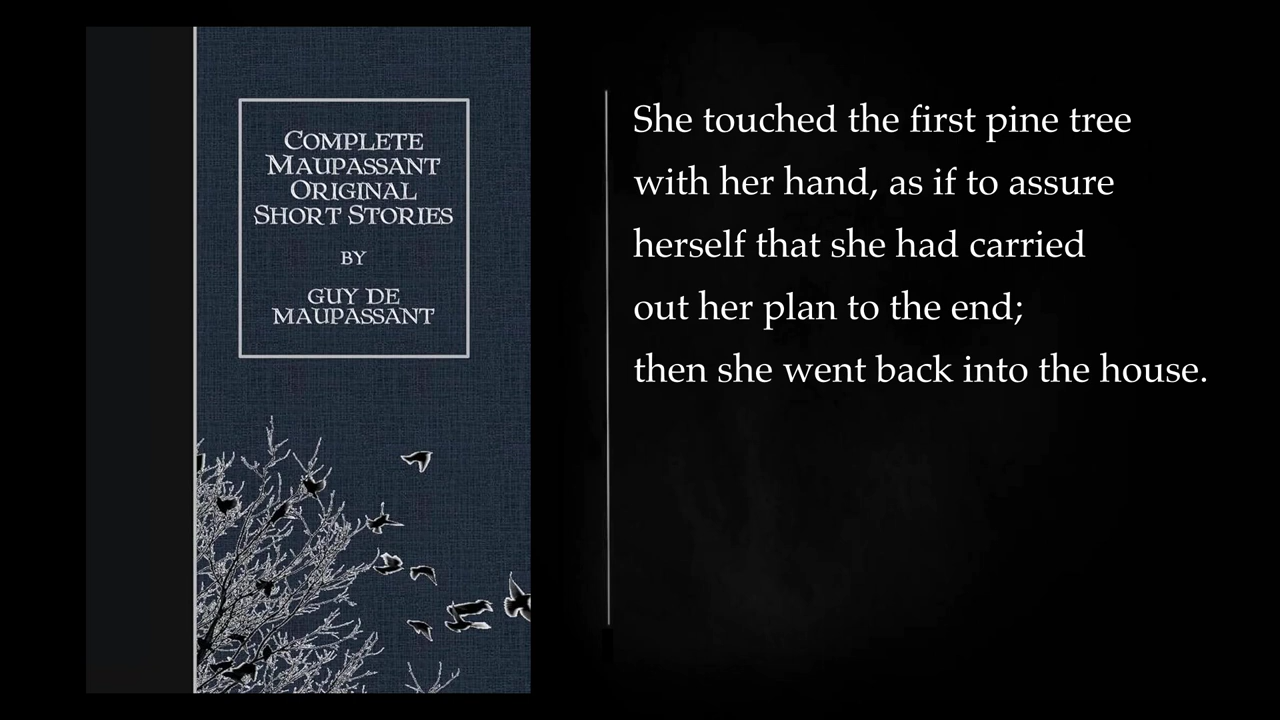 COMPLETE
MAUPASSANT
ORIGINAL
SHORT STORIES
BY
GUY DE
MAUPASSANT
She touched the first pine tree
with her hand, as if to assure
herself that she had carried
out her plan to the end;
then she went back into the house.